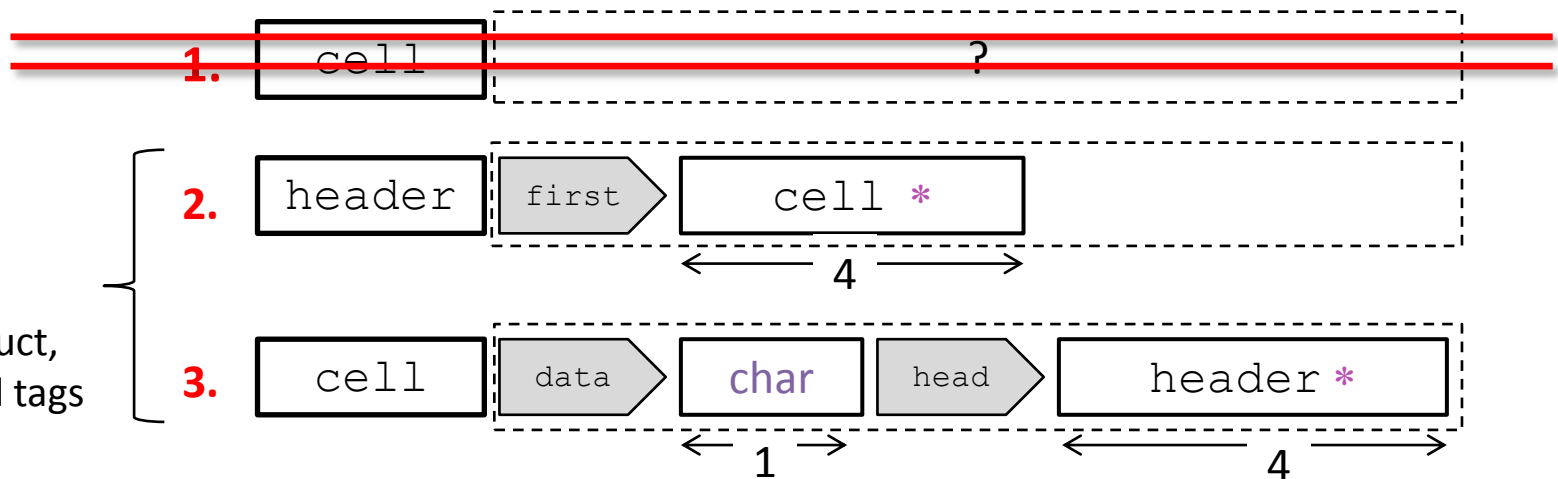 1. cell ?
2. header first cell *
4
uct,
l tags
3. cell data char head header *
1 4